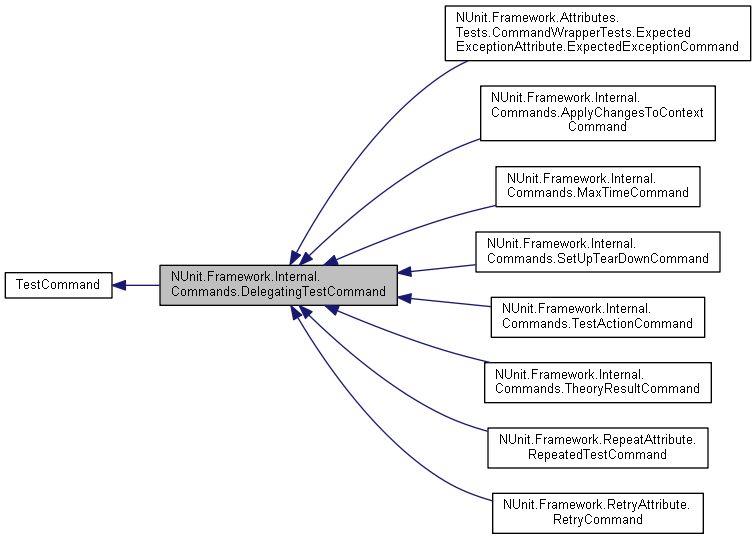 NUnit.Framework.Attributes.
Tests.CommandWrapperTests.Expected
ExceptionAttribute.ExpectedExceptionCommand
NUnit.Framework.Internal.
Commands.ApplyChangesToContext
Command
NUnit.Framework.Internal.
Commands.MaxTimeCommand
NUnit.Framework.Internal.
Commands.SetUpTearDownCommand
TestCommand
NUnit.Framework.Internal.
Commands.DelegatingTestCommand
NUnit.Framework.Internal.
Commands.TestActionCommand
NUnit.Framework.Internal.
Commands.TheoryResultCommand
NUnit.Framework.RepeatAttribute.
RepeatedTestCommand
NUnit.Framework.RetryAttribute.
RetryCommand